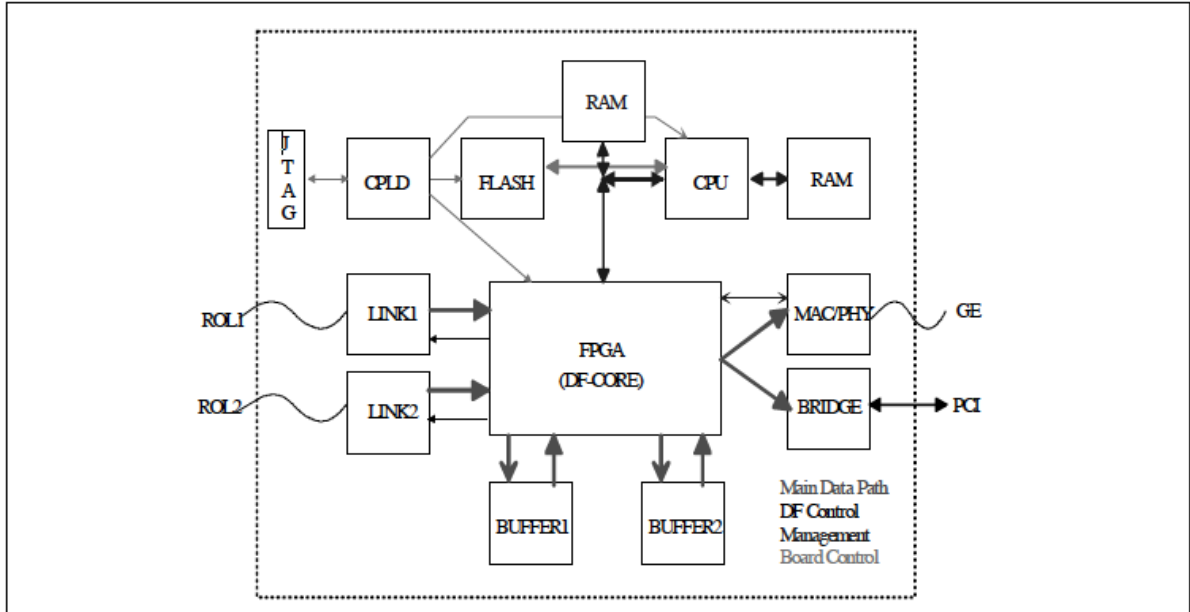 RAM
JTAG
CPLD
FLASH
CPU
RAM
ROL1
LINK1
FPGA
(DF-CORE)
MAC/PHY
GE
ROL2
LINK2
BRIDGE
PCI
BUFFER1
BUFFER2
Main Data Path
DF Control
Management
Board Control